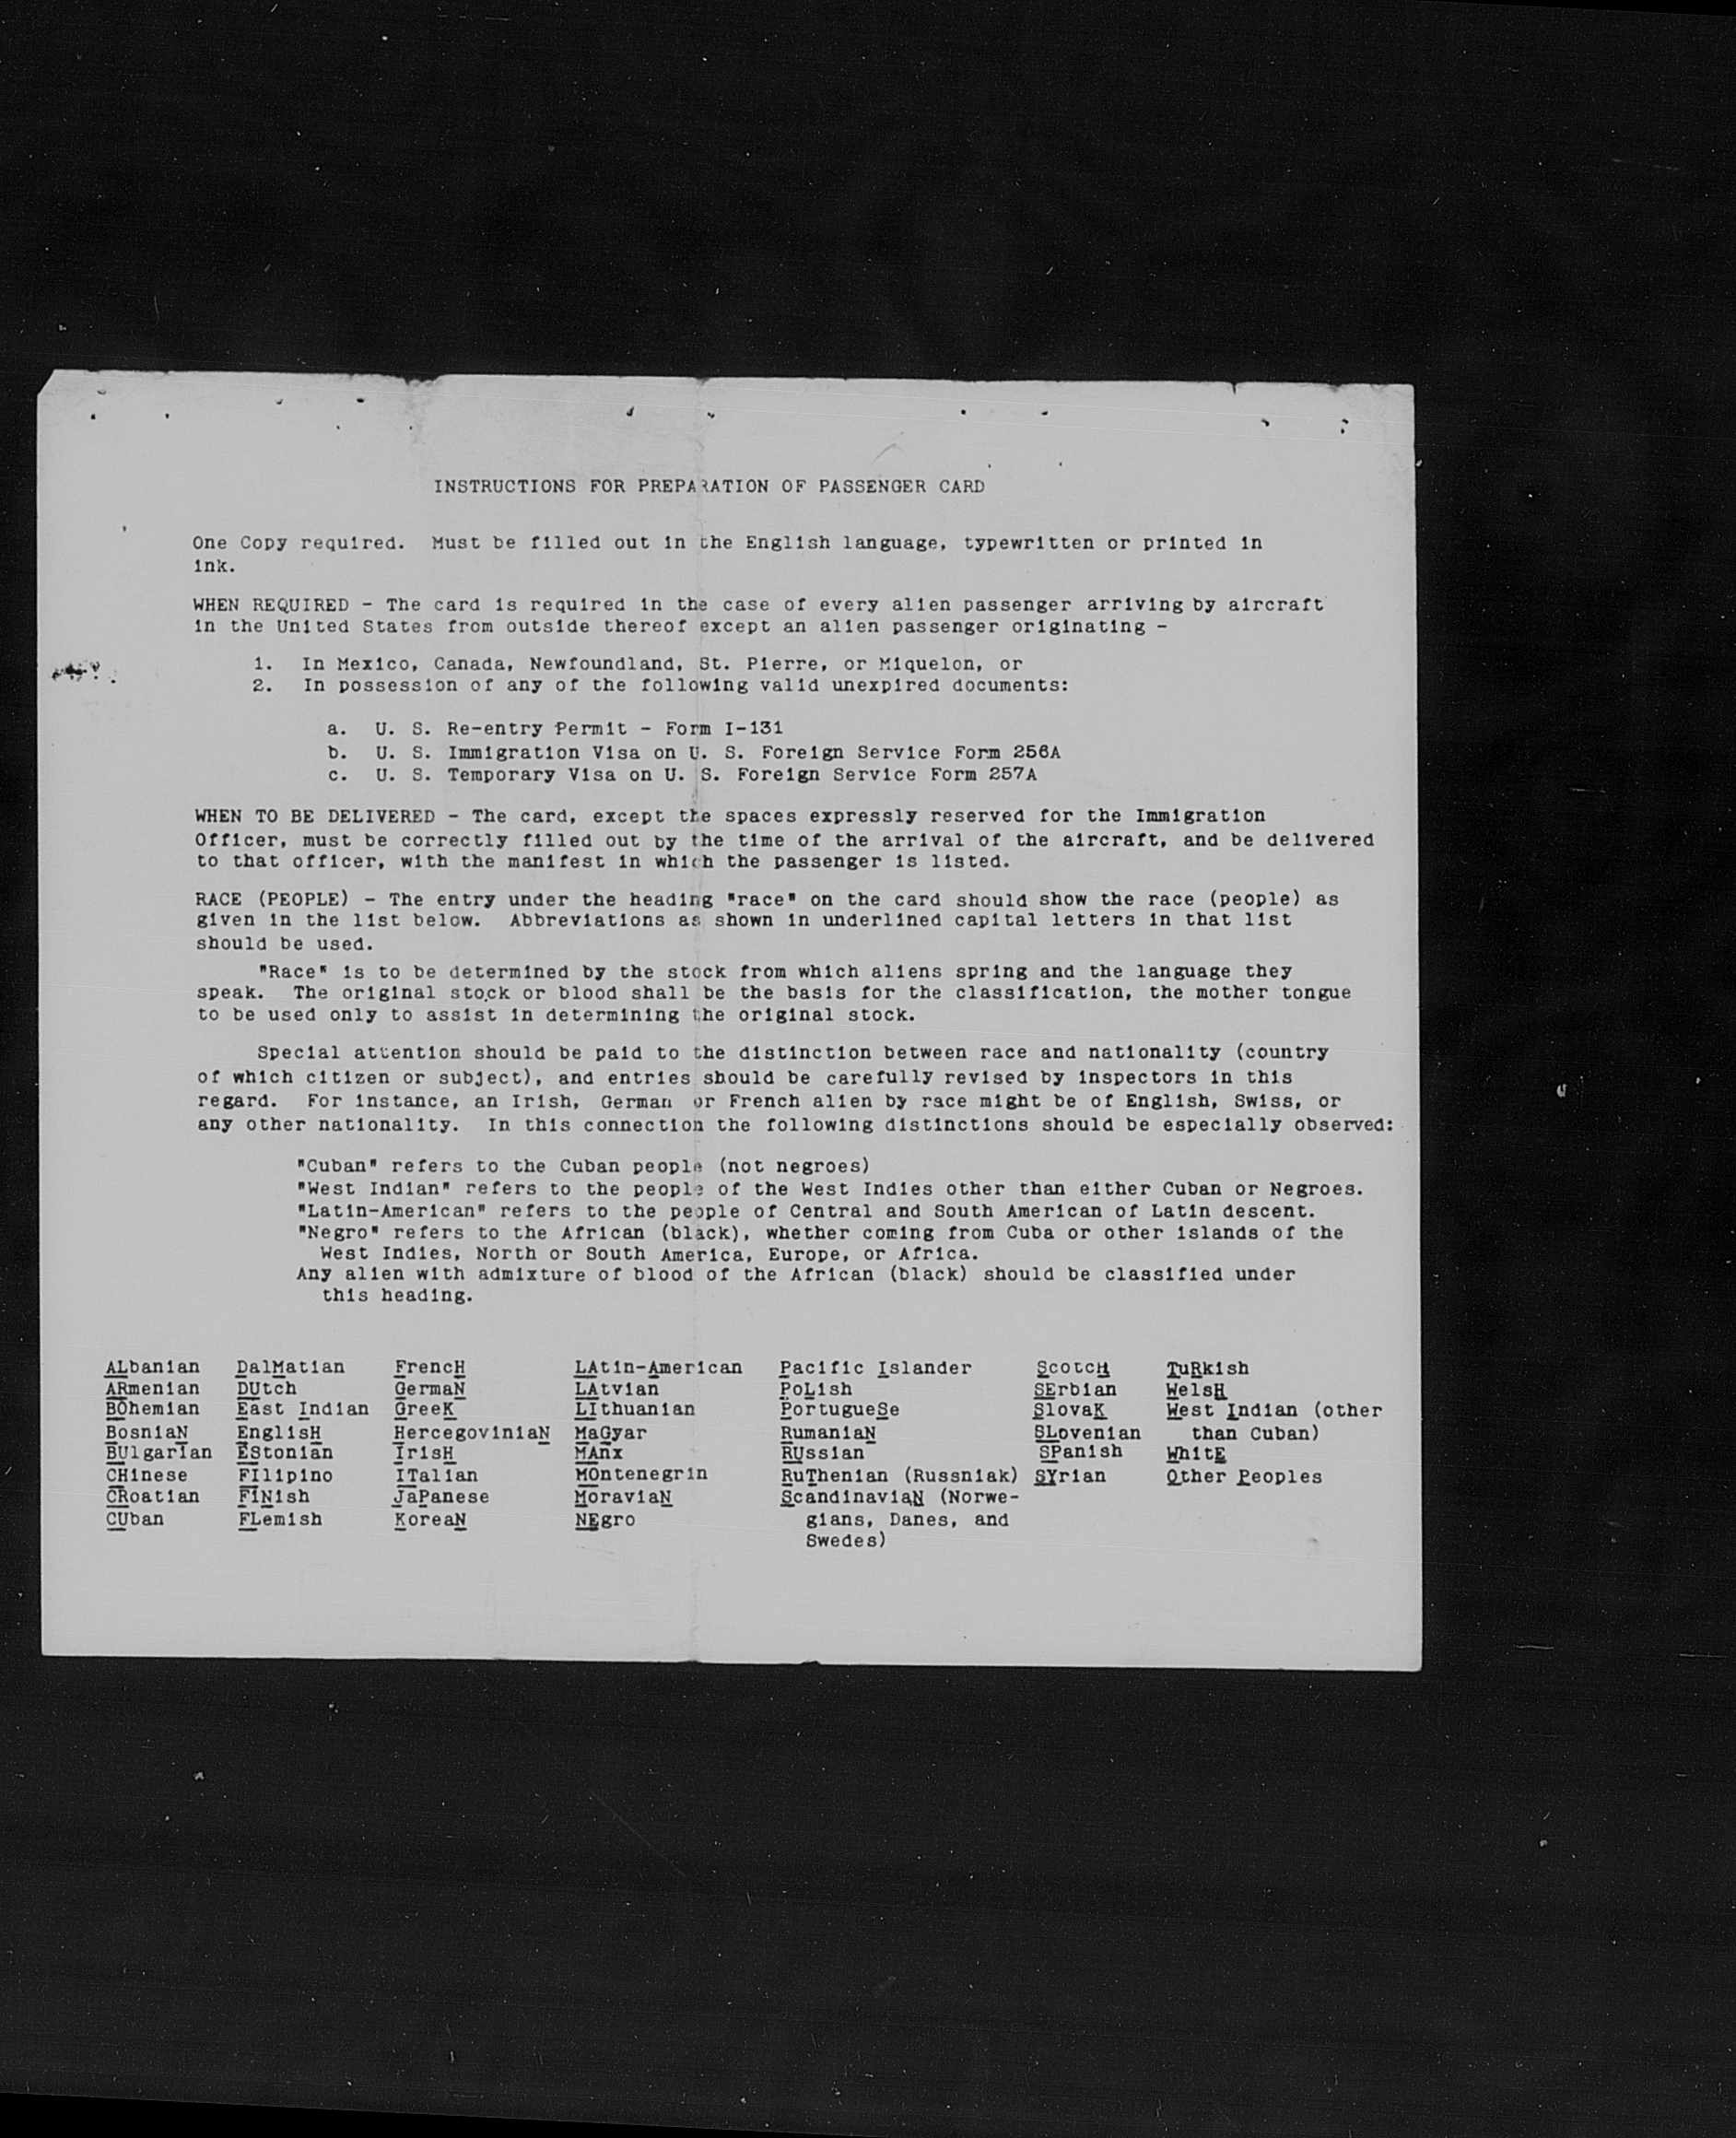 INSTRUCTIONS FOR PREPARATION OF PASSENGER CARD
One Copy required. Must be filled out in the English language, typewritten or printed in
ink.
WHEN REQUIRED - The card is required in the case of every alien passenger arriving by aircraft
in the United States from outside thereof except an alien passenger originating -
1. In Mexico, Canada, Newfoundland, St. Pierre, or Miquelon, or
2. In possession of any of the following valid unexpired documents:
a. U. S. Re-entry Permit - Form I-131
b. U. S. Immigration Visa on U. S. Foreign Service Form 256A
c. U. S. Temporary Visa on U. S. Foreign Service Form 257A
WHEN TO BE DELIVERED - The card, except the spaces expressly reserved for the Immigration
Officer, must be correctly filled out by the time of the arrival of the aircraft, and be delivered
to that officer, with the manifest in which the passenger is listed.
RACE (PEOPLE) - The entry under the heading "race" on the card should show the race (people) as
given in the list below. Abbreviations as shown in underlined capital letters in that list
should be used.
"Race" is to be determined by the stock from which aliens spring and the language they
speak. The original stock or blood shall be the basis for the classification, the mother tongue
to be used only to assist in determining the original stock.
Special attention should be paid to the distinction between race and nationality (country
of which citizen or subject), and entries should be carefully revised by inspectors in this
regard. For instance, an Irish, German or French alien by race might be of English, Swiss, or
any other nationality. In this connection the following distinctions should be especially observed:
"Cuban" refers to the Cuban people (not negroes)
"West Indian" refers to the people of the West Indies other than either Cuban or Negroes.
"Latin-American" refers to the people of Central and South American of Latin descent.
"Negro" refers to the African (black), whether coming from Cuba or other islands of the
West Indies, North or South America, Europe, or Africa.
Any alien with admixture of blood of the African (black) should be classified under
this heading.
ALbanian DalMatian FrencH LAtin-American Pacific Islander ScotcH TuRkish
ARmenian DUtch GermaN LAtvian PoLish SErbian WelsH
BOhemian East Indian GreeK LIthuanian PortugueSe SlovaK West Indian (other
BosniaN EnglisH HercegoviniaN MaGyar RumaniaN SLovenian than Cuban)
BUlgarian EStonian IrisH MAnx RUssian SPanish WhitE
CHinese FIlipino ITalian MOntenegrin RuThenian (Russniak) SYrian Other Peoples
CRoatian FiNish JaPanese MoraviaN ScandinaviaN (Norwe-
CUban FLemish KoreaN NEgro gians, Danes, and
Swedes)